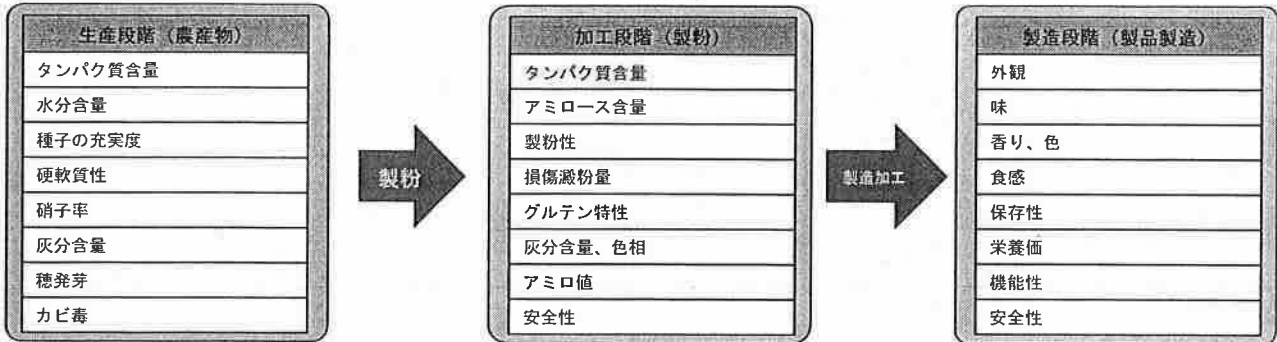 生産段階（農産物）
タンパク質含量
水分含量
種子の充実度
硬軟質性
硝子率
灰分含量
穂発芽
カビ毒
製粉
加工段階（製粉）
タンパク質含量
アミロース含量
製粉性
損傷澱粉量
グルテン特性
灰分含量、色相
アミロ値
安全性
製造加工
製造段階（製品製造）
外観
味
香り、色
食感
保存性
栄養価
機能性
安全性